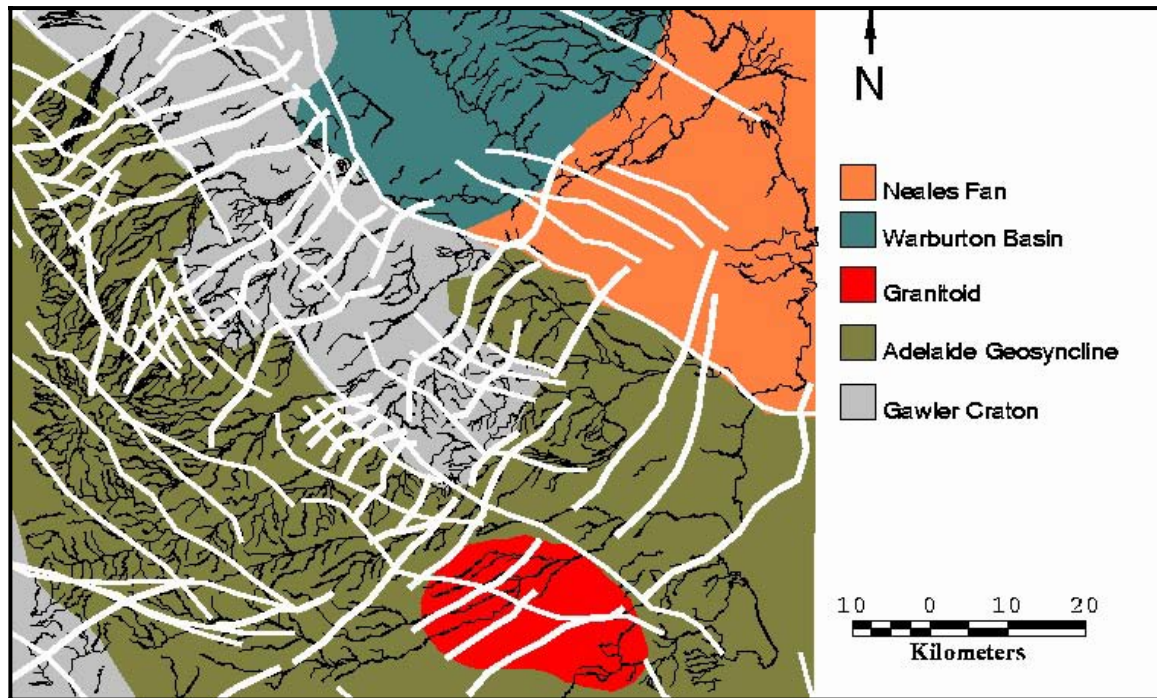 N
Neales Fan
Warburton Basin
Granitoid
Adelaide Geosyncline
Gawler Craton
10 0 10 20
Kilometers